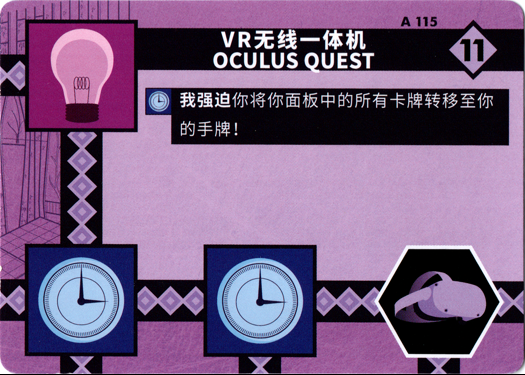 A 115
VR无线一体机
11
OCULUS QUEST
我强迫你将你面板中的所有卡牌转移至你
的手牌！